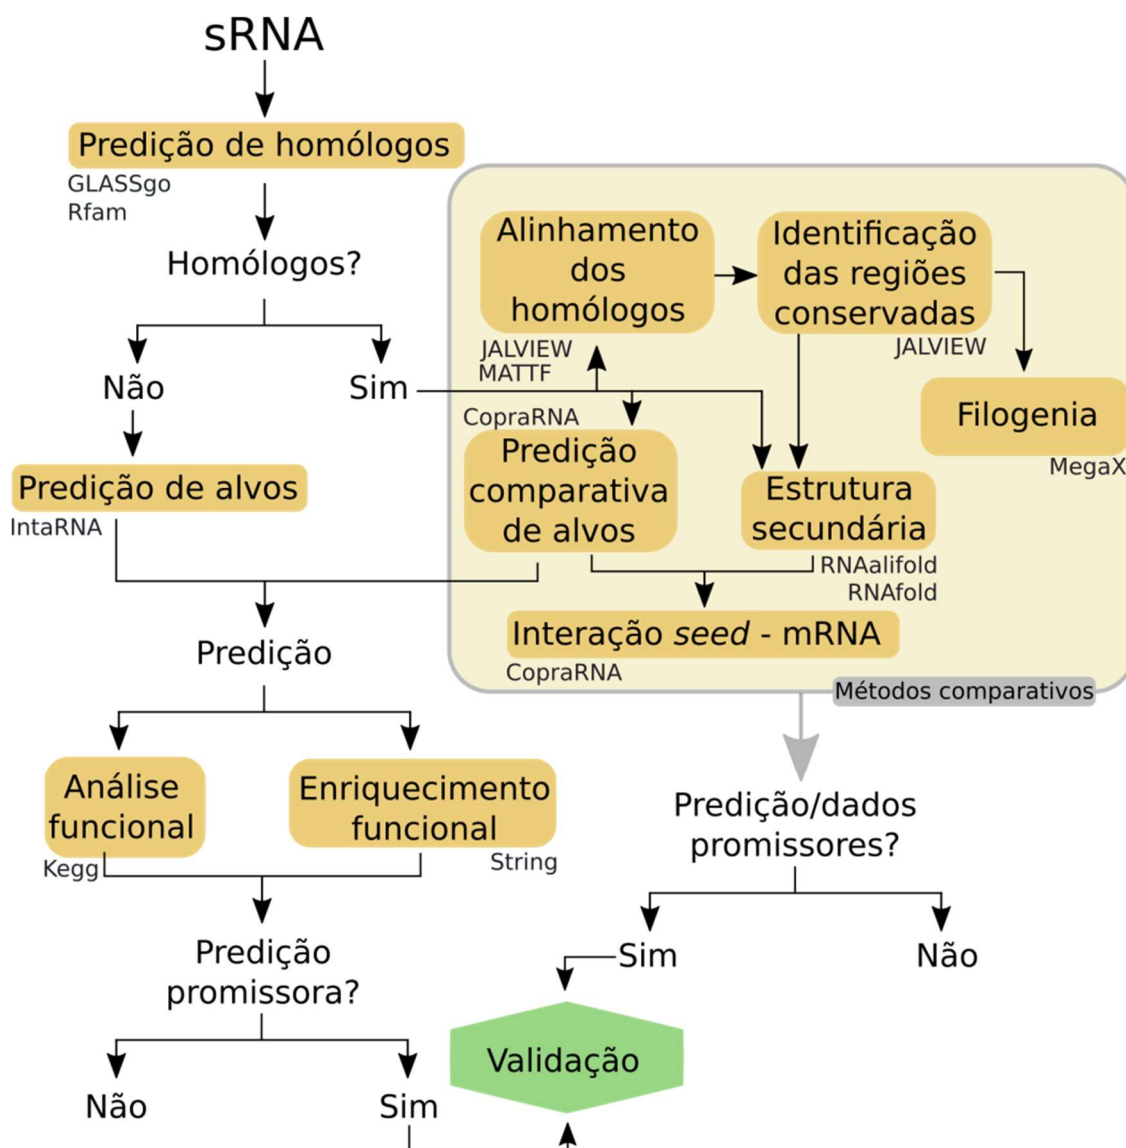 sRNA
Predição de homólogos
GLASSgo
Rfam
Homólogos?
Não
Sim
Predição de alvos
IntaRNA
Alinhamento
dos
homólogos
JALVIEW
MATTF
Identificação
das regiões
conservadas
JALVIEW
Filogenia
MegaX
CopraRNA
Predição
comparativa
de alvos
Estrutura
secundária
RNAalifold
RNAfold
Interação seed - mRNA
CopraRNA
Métodos comparativos
Predição
Análise
funcional
Kegg
Enriquecimento
funcional
String
Predição/dados
promissores?
Sim
Não
Predição
promissora?
Não
Sim
Validação